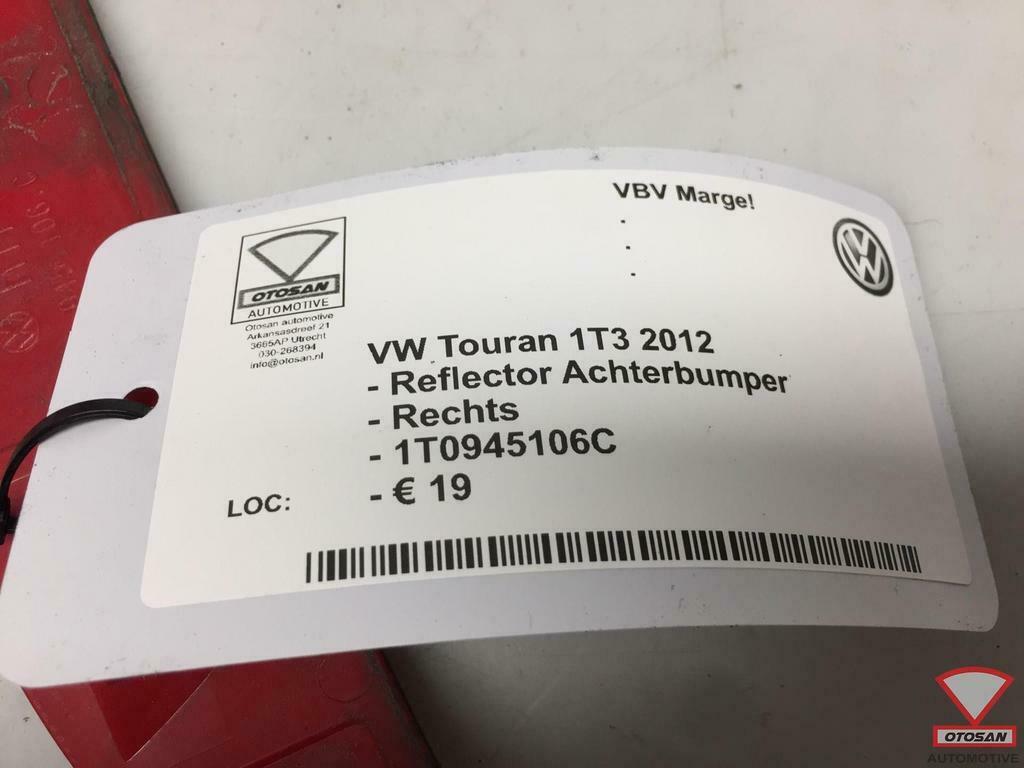 VBV Marge!
OTOSAN
AUTOMOTIVE
Otosan automotive
Arkansasdreef 21
3565AP Utrecht
030-268394
info@otosan.nl
VW Touran 1T3 2012
- Reflector Achterbumper
- Rechts
- 1T0945106C
- € 19
LOC:
OTOSAN
AUTOMOTIVE